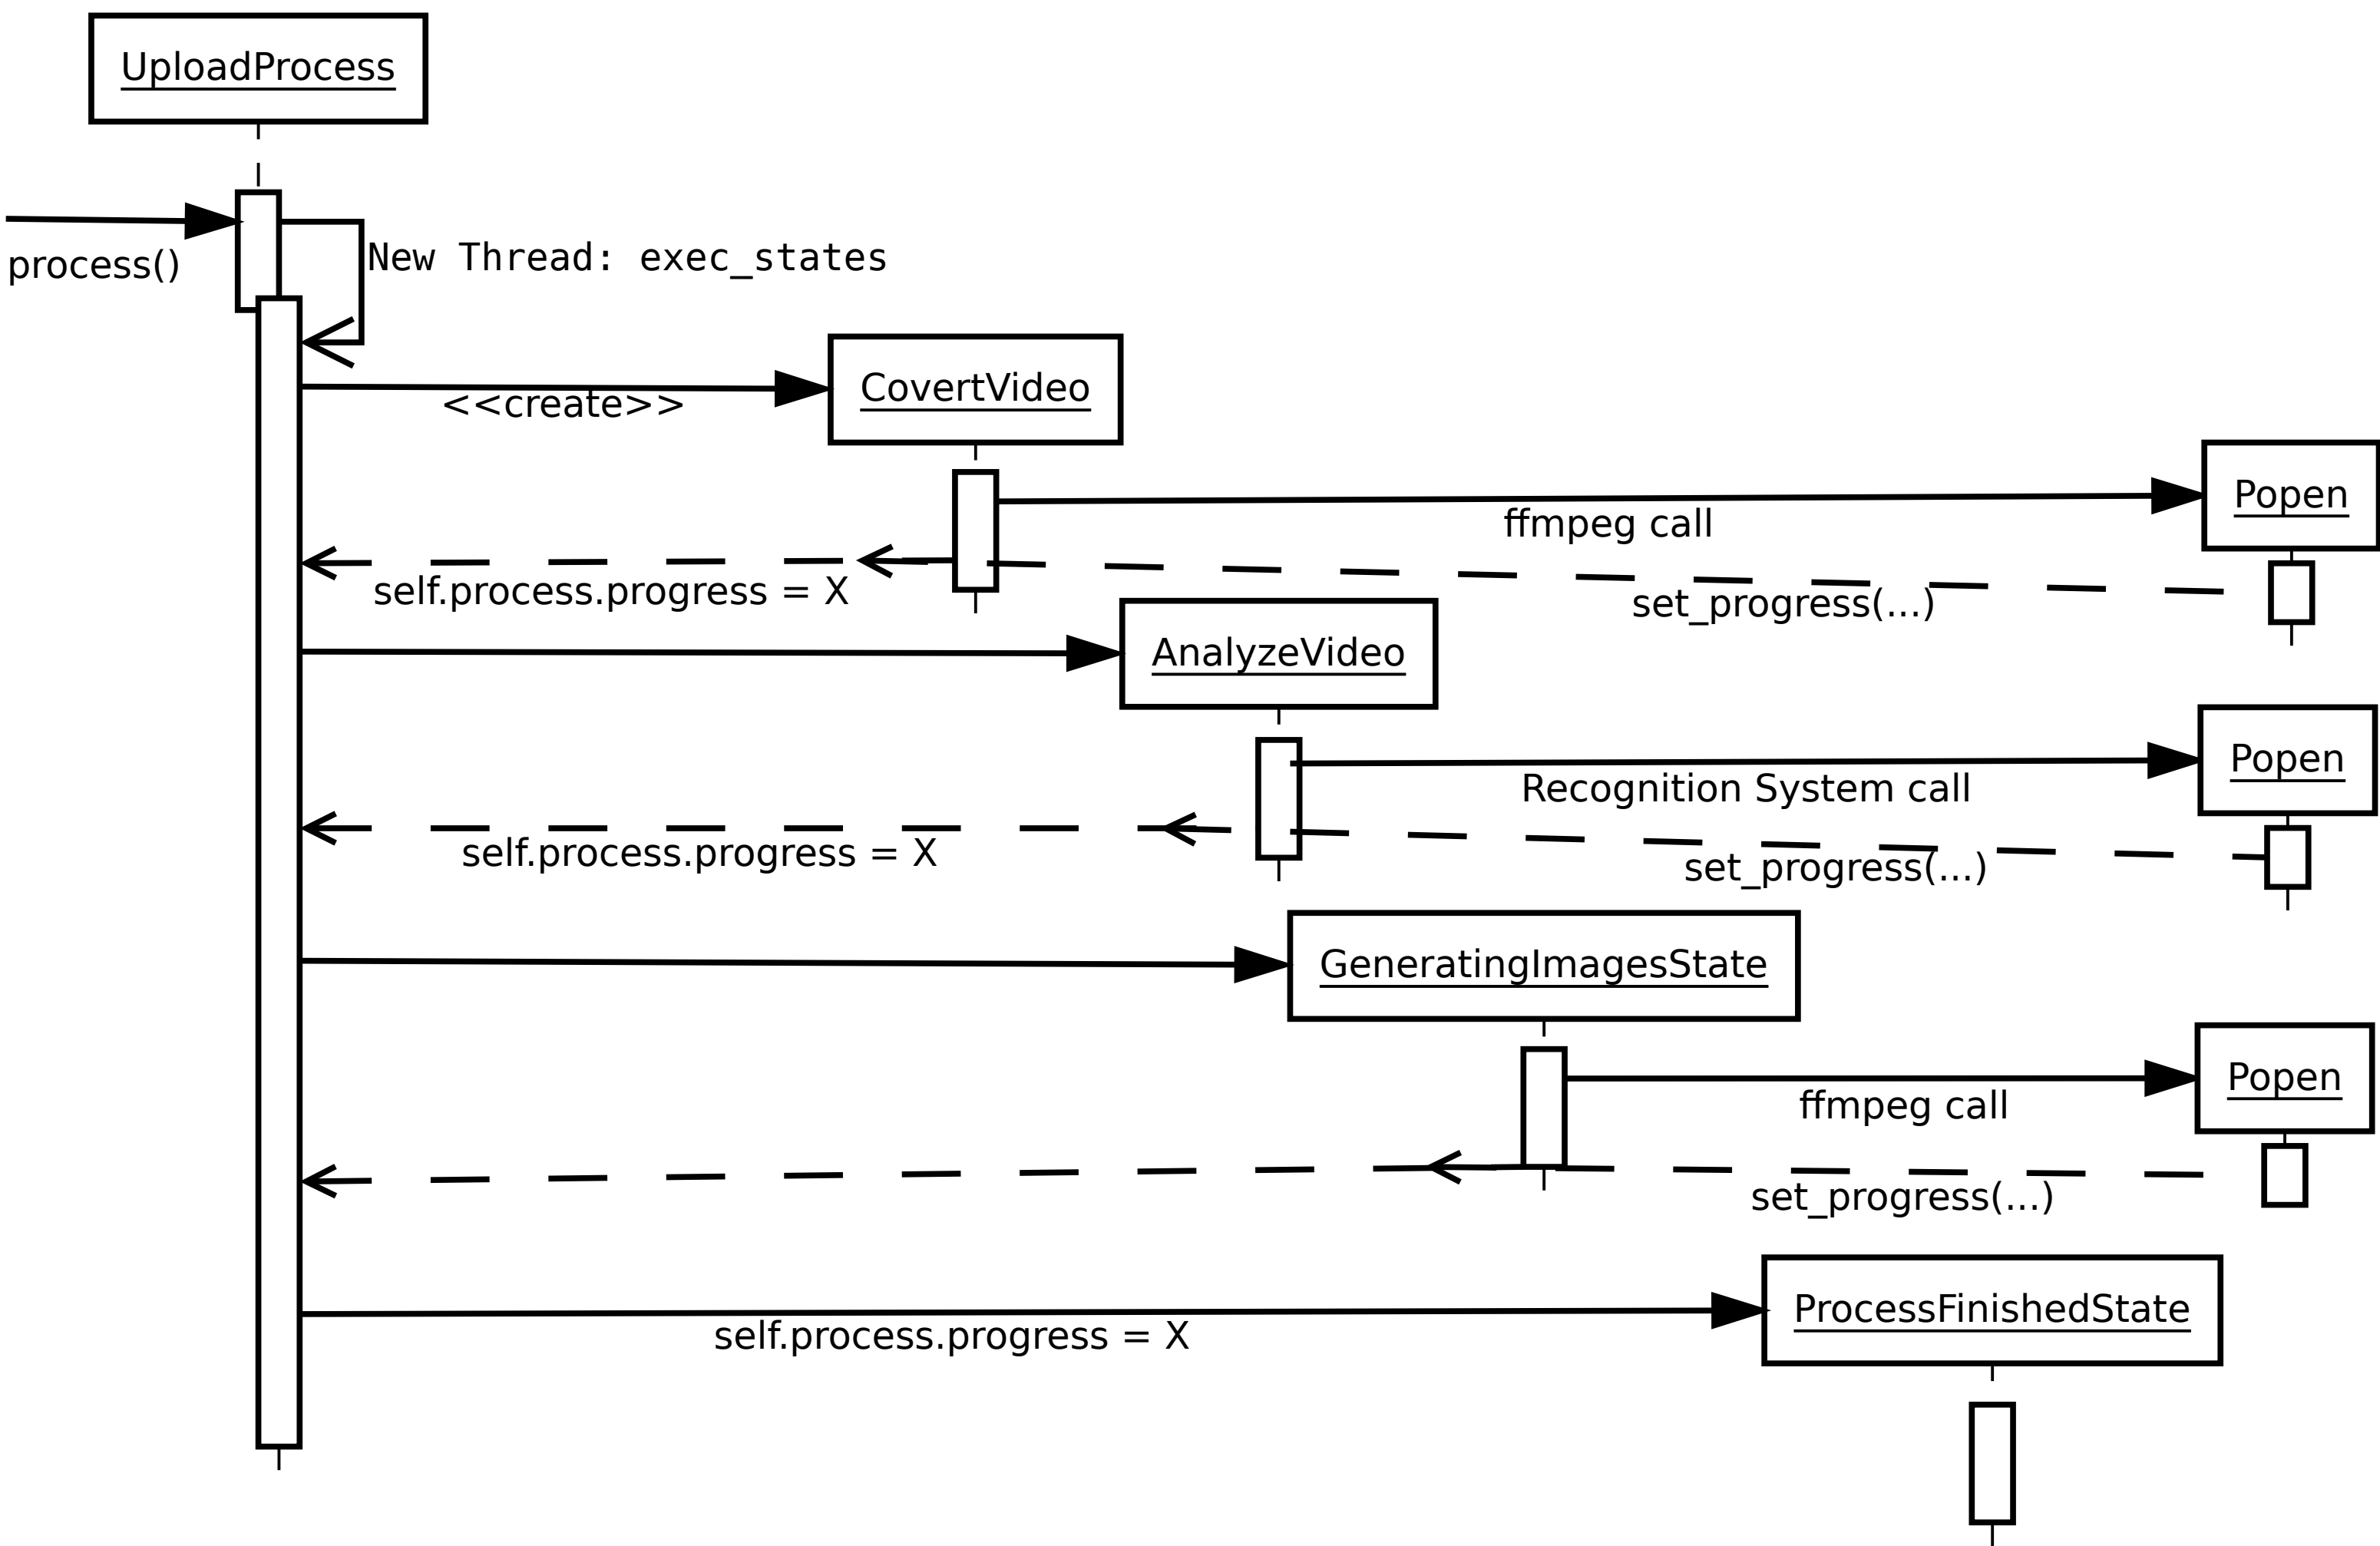 UploadProcess
process()
New Thread: exec_states
CovertVideo
<<create>>
Popen
ffmpeg call
self.process.progress = X
set_progress(...)
AnalyzeVideo
Popen
Recognition System call
self.process.progress = X
set_progress(...)
GeneratingImagesState
Popen
ffmpeg call
set_progress(...)
ProcessFinishedState
self.process.progress = X